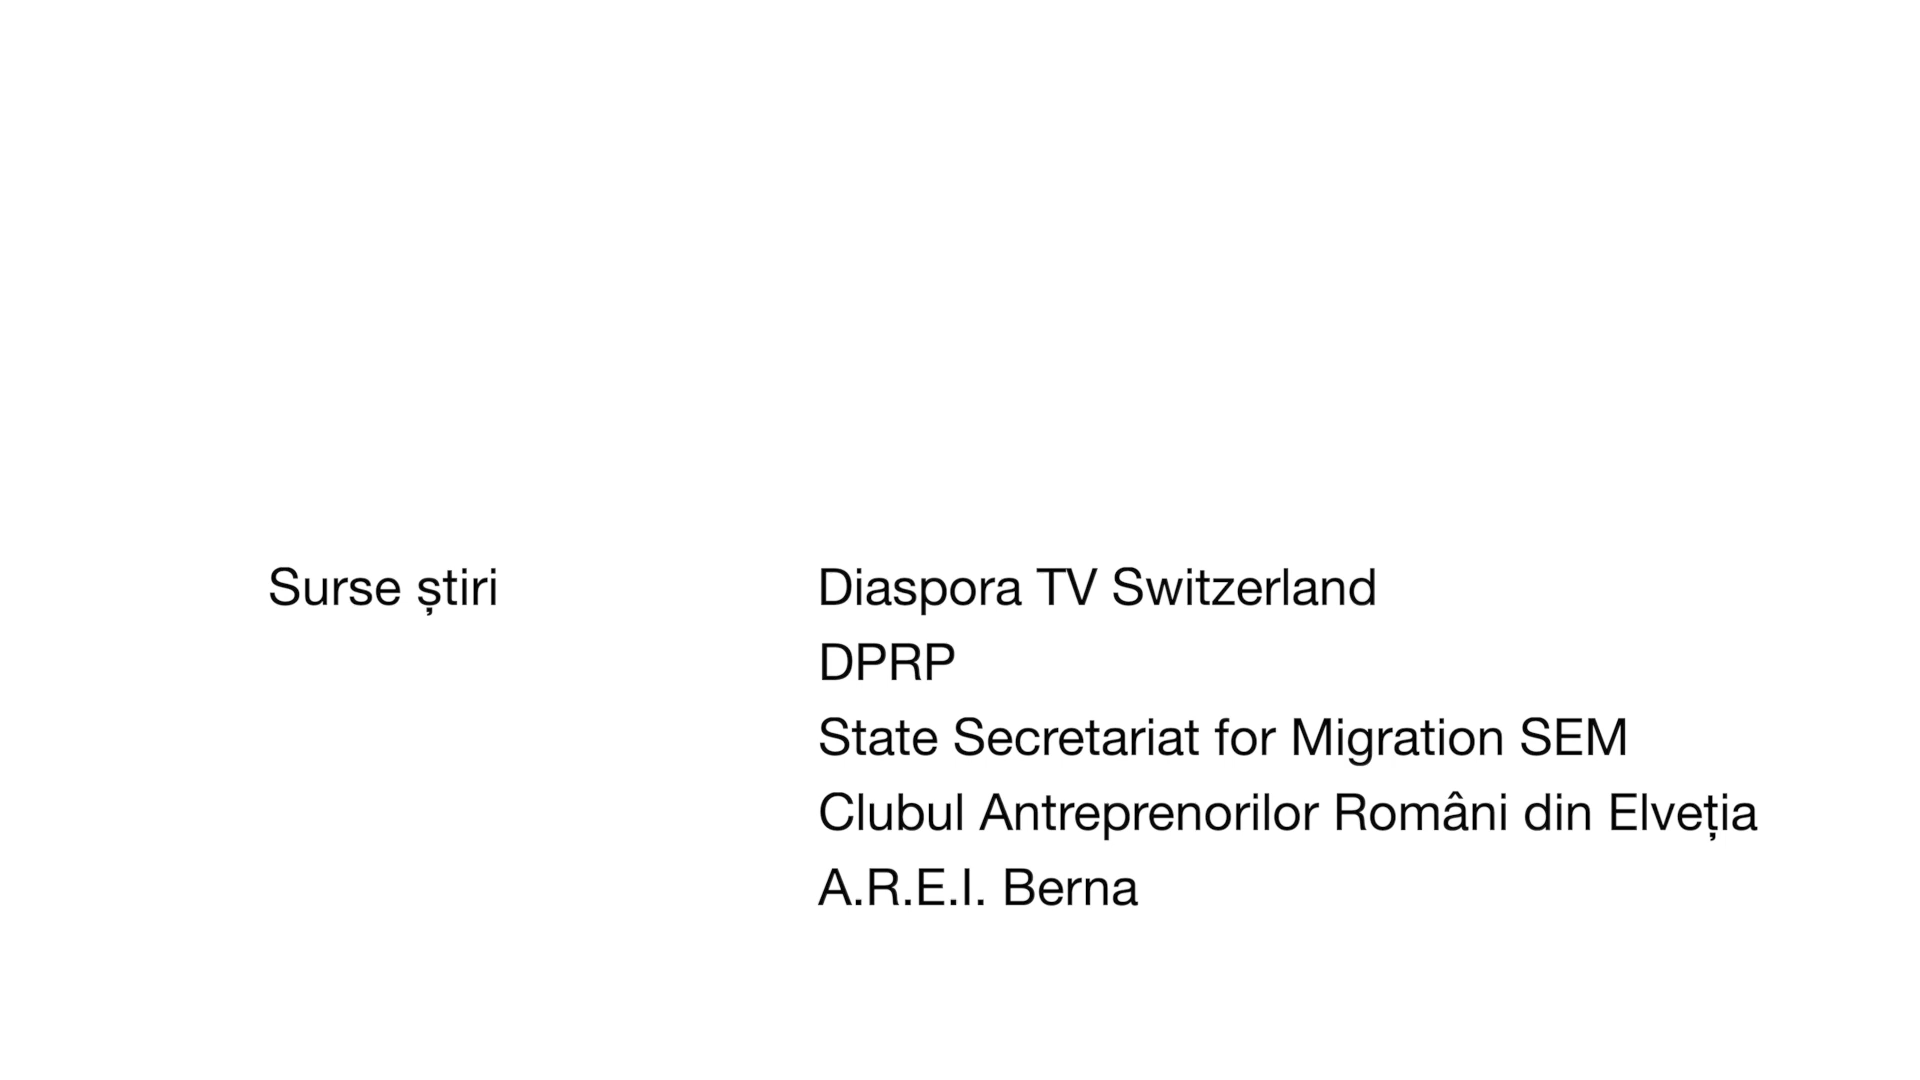 Surse știri
Diaspora TV Switzerland
DPRP
State Secretariat for Migration SEM
Clubul Antreprenorilor Români din Elveția
A.R.E.I. Berna